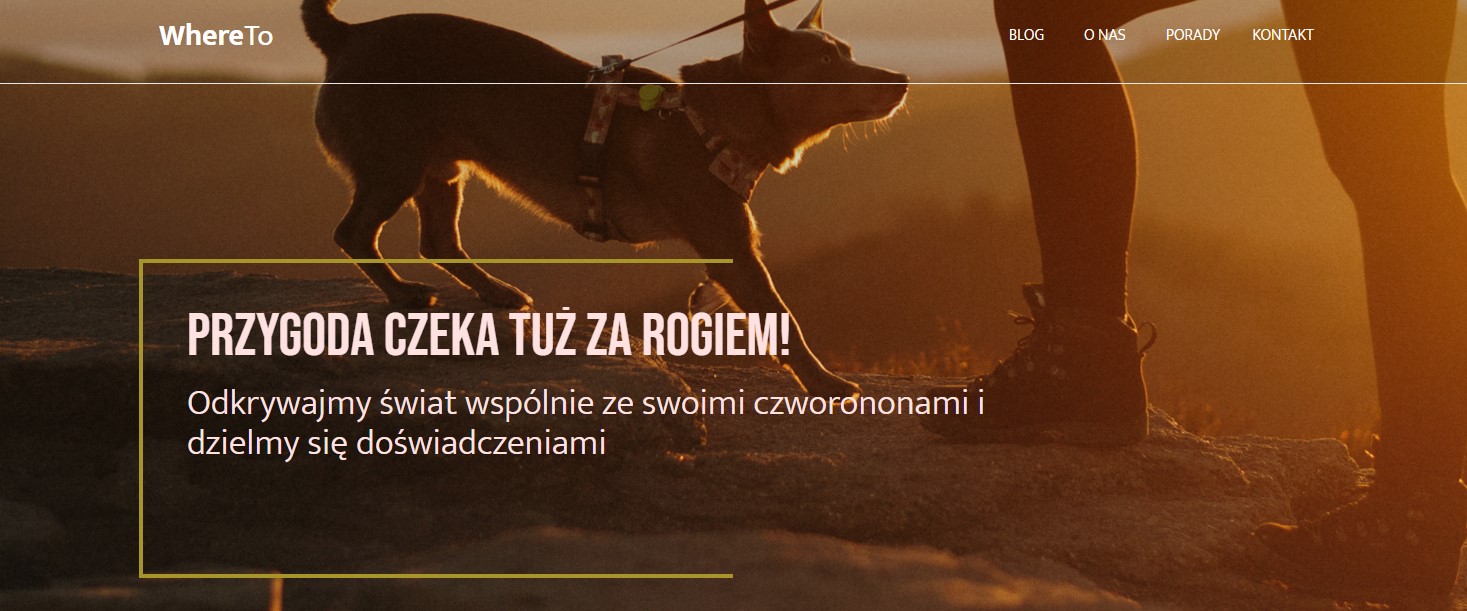 WhereTo
BLOG O NAS PORADY KONTAKT
PRZYGODA CZEKA TUŻ ZA ROGIEM!
Odkrywajmy świat wspólnie ze swoimi czworononami i
dzielmy się doświadczeniami